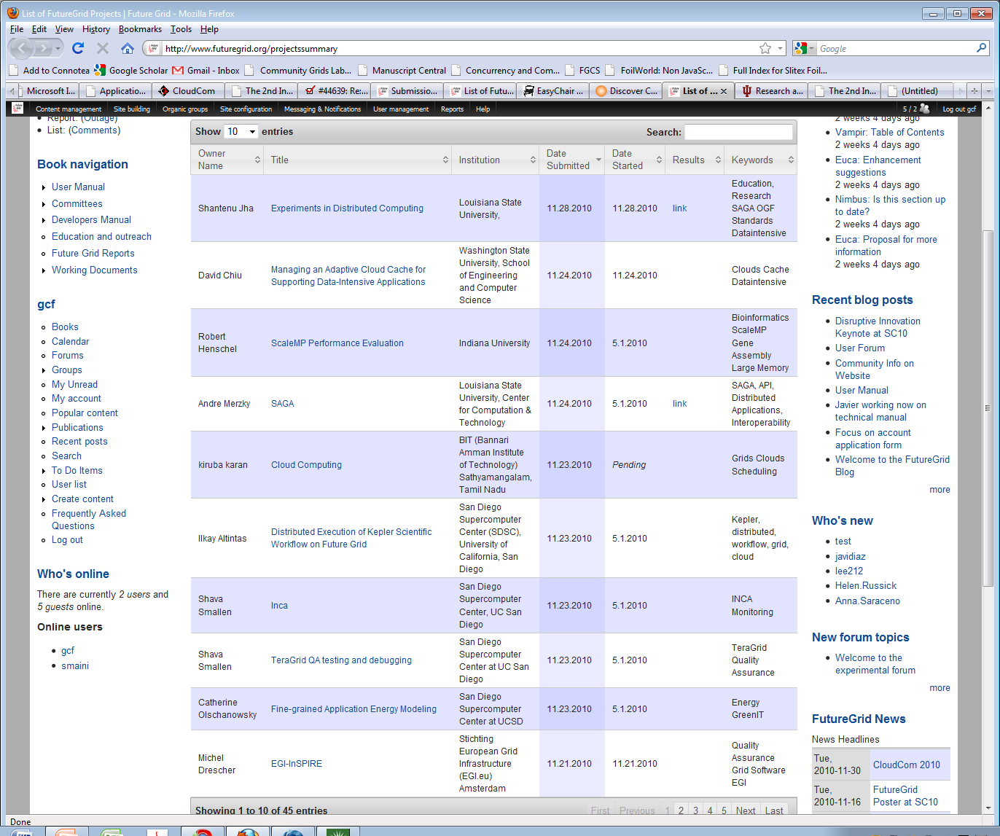 List of FutureGrid Projects | Future Grid - Mozilla Firefox
File Edit View History Bookmarks Tools Help
http://www.futuregrid.org/projectssummary
Google
Add to Connotea Google Scholar Gmail - Inbox Community Grids Lab... Manuscript Central Concurrency and Com... FGCS FoilWorld: Non JavaSc... Full Index for Slitex Foil...
Microsoft I... Applicatio... CloudCom The 2nd In... #44639: Re:... Submissio... List of Futu... EasyChair ... Discover C... List of ... Research a... The 2nd In... (Untitled)
Content management Site building Organic groups Site configuration Messaging & Notifications User management Reports Help 5 / 2 Log out gcf
Report: (Outage)
List: (Comments)
Book navigation
User Manual
Committees
Developers Manual
Education and outreach
Future Grid Reports
Working Documents
gcf
Books
Calendar
Forums
Groups
My Unread
My account
Popular content
Publications
Recent posts
Search
To Do Items
User list
Create content
Frequently Asked
Questions
Log out
Who's online
There are currently 2 users and
5 guests online.
Online users
gcf
smaini
Show 10 entries Search:
Owner Name Title Institution Date Submitted Date Started Results Keywords
Shantenu Jha Experiments in Distributed Computing Louisiana State University, 11.28.2010 11.28.2010 link Education, Research SAGA OGF Standards Dataintensive
David Chiu Managing an Adaptive Cloud Cache for Supporting Data-Intensive Applications Washington State University, School of Engineering and Computer Science 11.24.2010 11.24.2010 Clouds Cache Dataintensive
Robert Henschel ScaleMP Performance Evaluation Indiana University 11.24.2010 5.1.2010 Bioinformatics ScaleMP Gene Assembly Large Memory
Andre Merzky SAGA Louisiana State University, Center for Computation & Technology 11.24.2010 5.1.2010 link SAGA, API, Distributed Applications, Interoperability
kiruba karan Cloud Computing BIT (Bannari Amman Institute of Technology) Sathyamangalam, Tamil Nadu 11.23.2010 Pending Grids Clouds Scheduling
Ilkay Altintas Distributed Execution of Kepler Scientific Workflow on Future Grid San Diego Supercomputer Center (SDSC), University of California, San Diego 11.23.2010 5.1.2010 Kepler, distributed, workflow, grid, cloud
Shava Smallen Inca San Diego Supercomputer Center, UC San Diego 11.23.2010 5.1.2010 INCA Monitoring
Shava Smallen TeraGrid QA testing and debugging San Diego Supercomputer Center at UC San Diego 11.23.2010 5.1.2010 TeraGrid Quality Assurance
Catherine Olschanowsky Fine-grained Application Energy Modeling San Diego Supercomputer Center at UCSD 11.23.2010 5.1.2010 Energy GreenIT
Michel Drescher EGI-InSPIRE Stichting European Grid Infrastructure (EGI.eu) Amsterdam 11.21.2010 11.21.2010 Quality Assurance Grid Software EGI
Showing 1 to 10 of 45 entries First Previous 1 2 3 4 5 Next Last
2 weeks 4 days ago
Vampir: Table of Contents
2 weeks 4 days ago
Euca: Enhancement
suggestions
2 weeks 4 days ago
Nimbus: Is this section up
to date?
2 weeks 4 days ago
Euca: Proposal for more
information
2 weeks 4 days ago
Recent blog posts
Disruptive Innovation
Keynote at SC10
User Forum
Community Info on
Website
User Manual
Javier working now on
technical manual
Focus on account
application form
Welcome to the FutureGrid
Blog
more
Who's new
test
javidiaz
lee212
Helen.Russick
Anna.Saraceno
New forum topics
Welcome to the
experimental forum
more
FutureGrid News
News Headlines
Tue, 2010-11-30 CloudCom 2010
Tue, 2010-11-16 FutureGrid Poster at SC10
Done